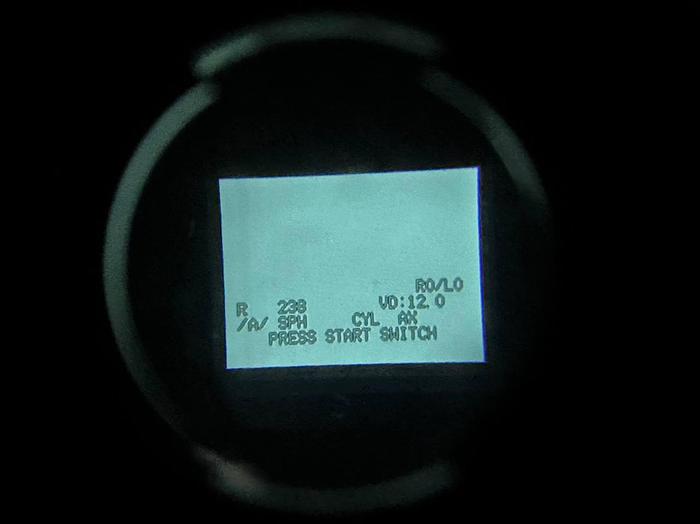 RO/LO
R 238 VD:12.0
/A/ SPH CYL AX
PRESS START SWITCH